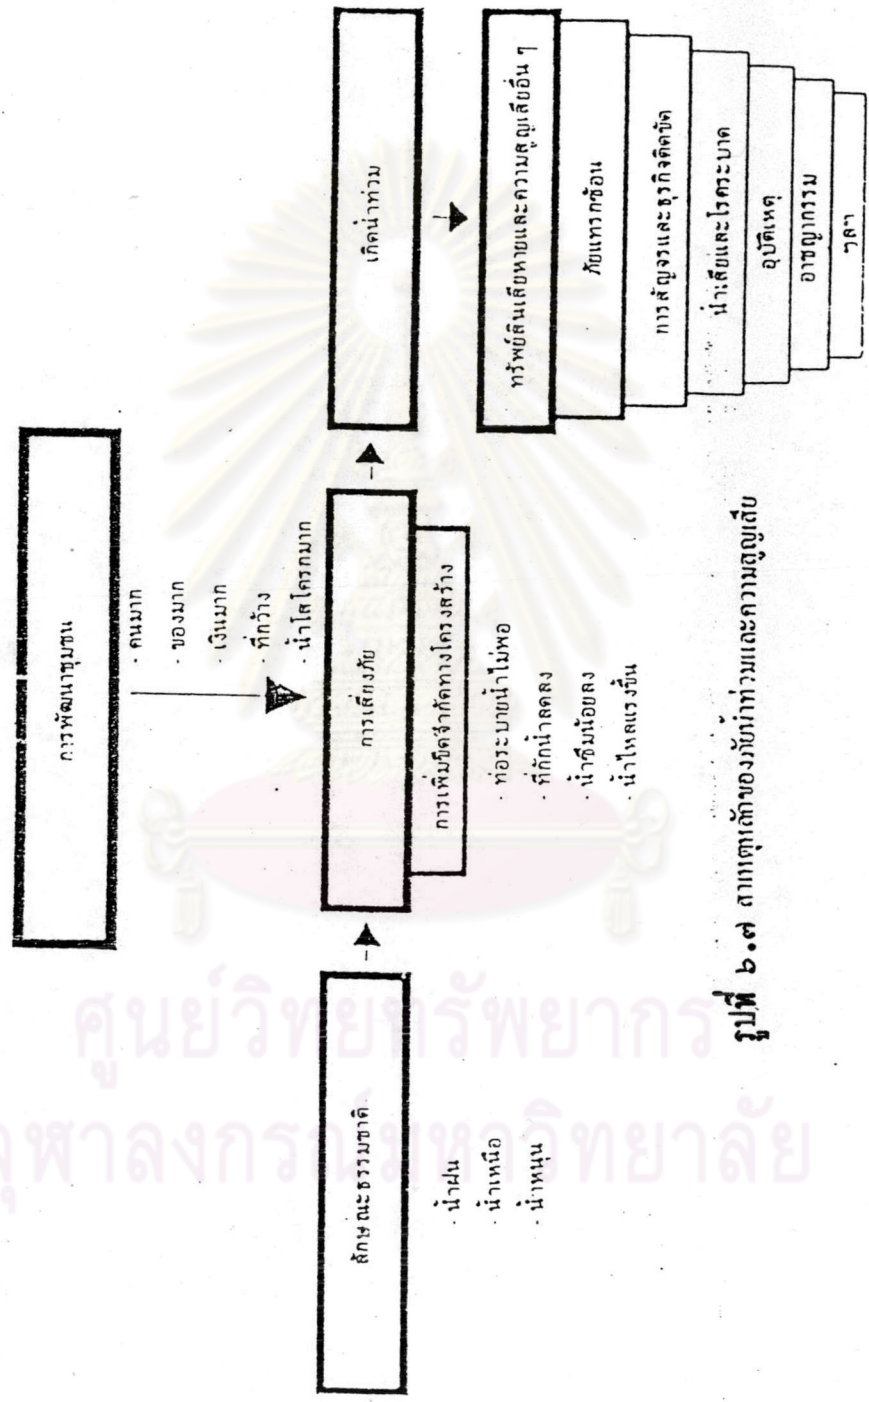 การพัฒนาชุมชน
· คนมาก
· ของมาก
· เงินมาก
· ที่กว้าง
· น้ำโสโครกมาก
ลักษณะธรรมชาติ
· น้ำฝน
· น้ำเหนือ
· น้ำหนุน
การเสี่ยงภัย
การเพิ่มขีดจำกัดทางโครงสร้าง
· ท่อระบายน้ำไม่พอ
· ที่กักน้ำลดลง
· น้ำซึมน้อยลง
· น้ำไหลแรงขึ้น
เกิดน้ำท่วม
ทรัพย์สินเสียหายและความสูญเสียอื่น ๆ
ภัยแทรกซ้อน
การสัญจรและธุรกิจติดขัด
น้ำเสียและโรคระบาด
อุบัติเหตุ
อาชญากรรม
ๆลฯ
รูปที่ ๖.๗ สาเหตุหลักของภัยน้ำท่วมและความสูญเสีย
ศูนย์วิทยทรัพยากร
จุฬาลงกรณ์มหาวิทยาลัย